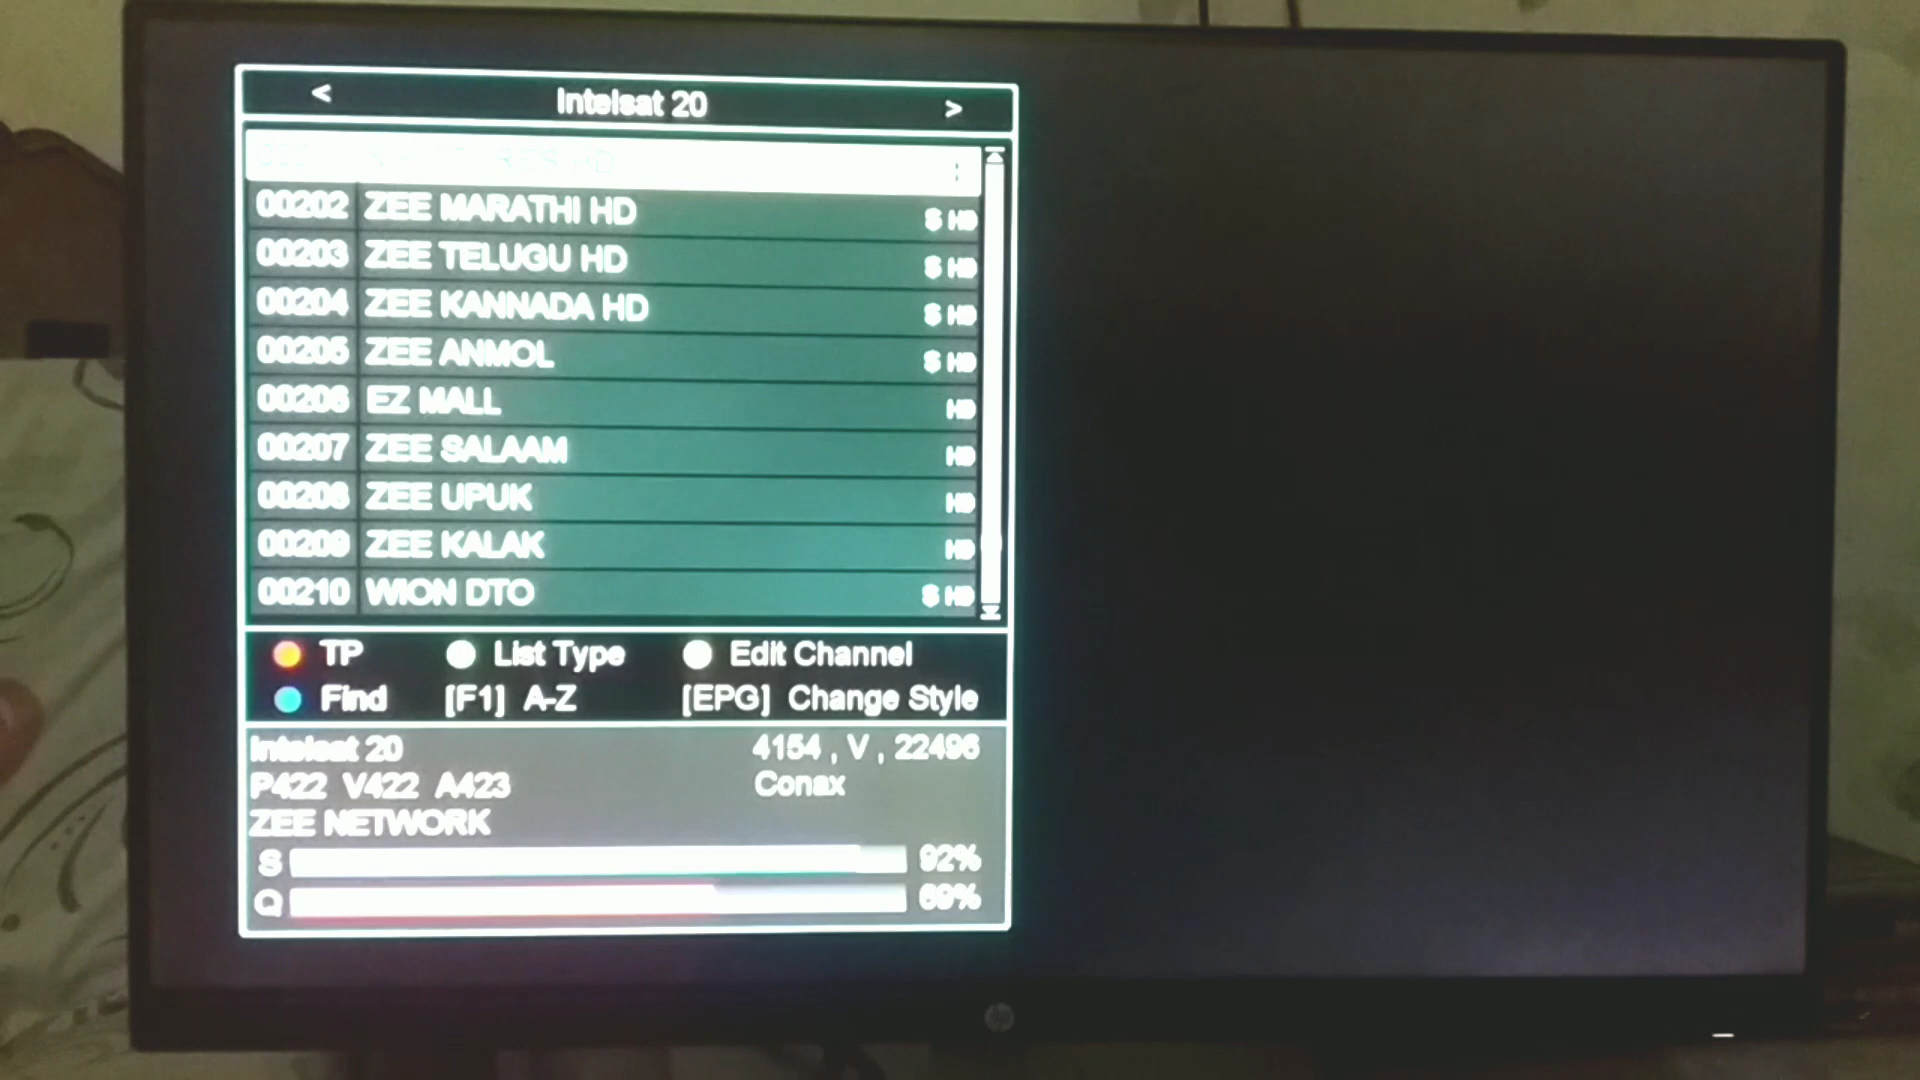 < Intelsat 20 >
00202 ZEE MARATHI HD $ HD
00203 ZEE TELUGU HD $ HD
00204 ZEE KANNADA HD $ HD
00205 ZEE ANMOL $ HD
00206 EZ MALL HD
00207 ZEE SALAAM HD
00208 ZEE UPUK HD
00209 ZEE KALAK HD
00210 WION DTO $ HD
TP List Type Edit Channel
Find [F1] A-Z [EPG] Change Style
Intelsat 20 4154 , V , 22496
P422 V422 A423 Conax
ZEE NETWORK
S 92%
Q 69%
hp